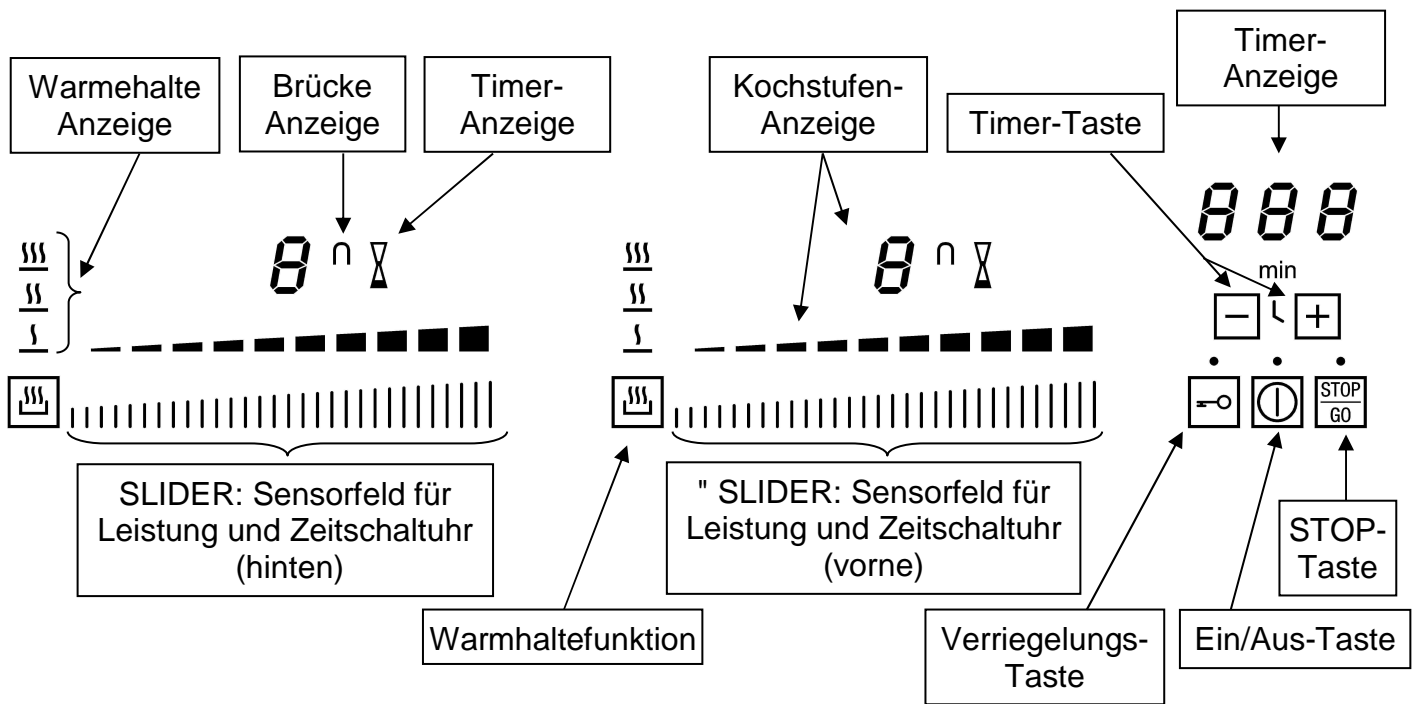 Timer-
Anzeige
Warmehalte
Anzeige
Brücke
Anzeige
Timer-
Anzeige
Kochstufen-
Anzeige
Timer-Taste
8
8
888
min
STOP
GO
SLIDER: Sensorfeld für
Leistung und Zeitschaltuhr
(hinten)
" SLIDER: Sensorfeld für
Leistung und Zeitschaltuhr
(vorne)
STOP-
Taste
Warmhaltefunktion
Verriegelungs-
Taste
Ein/Aus-Taste